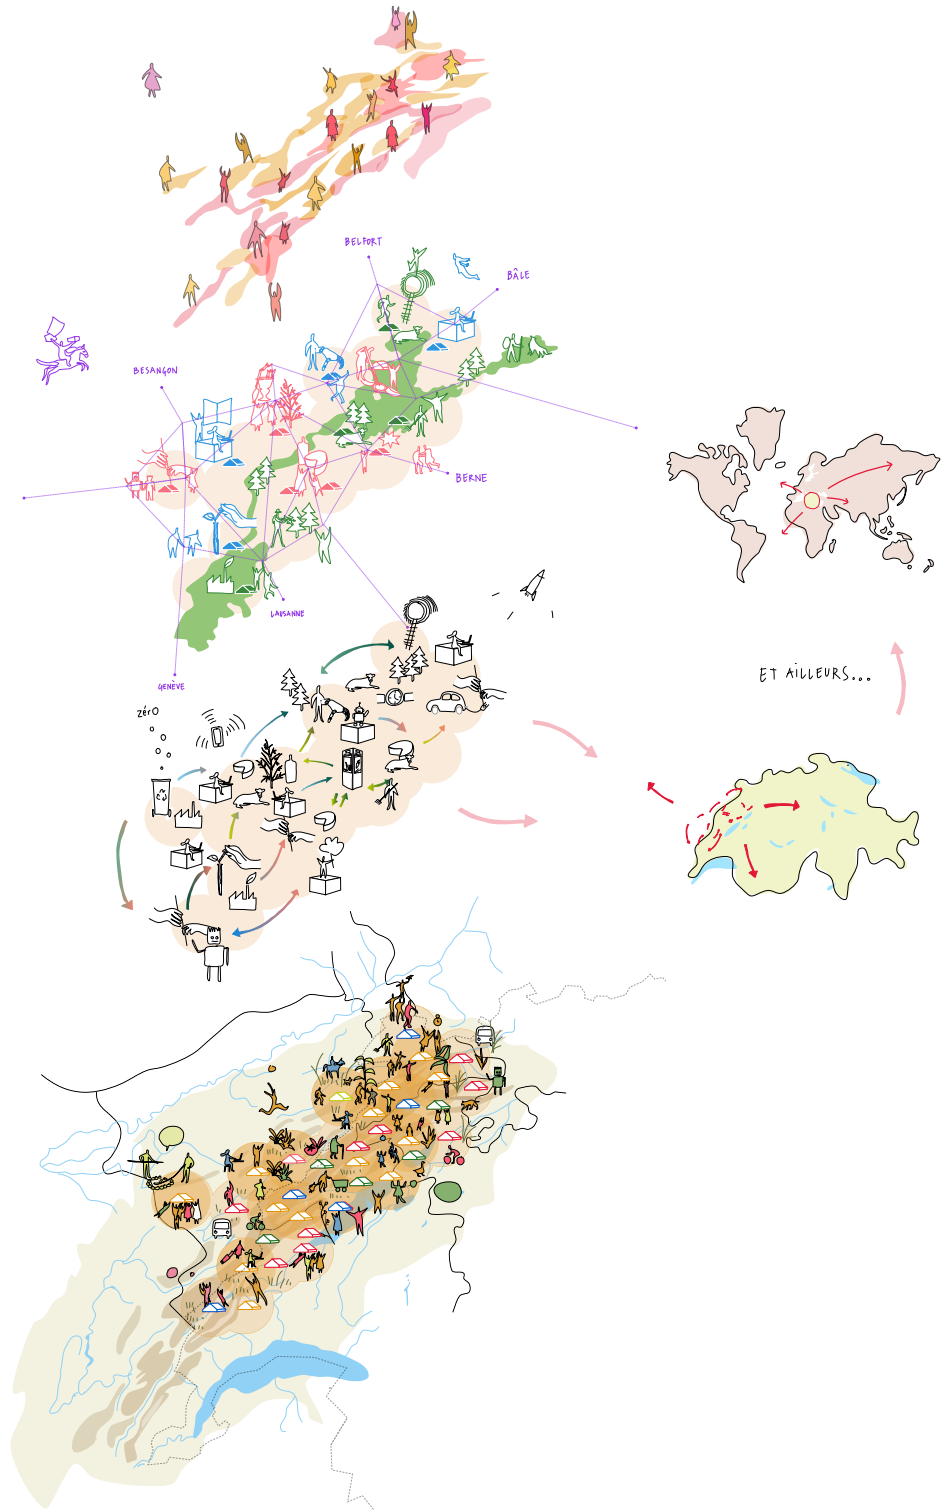 BELFORT
BÂLE
BESANÇON
BERNE
LAUSANNE
GENÈVE
ZéRO
ET AiLLEURS...